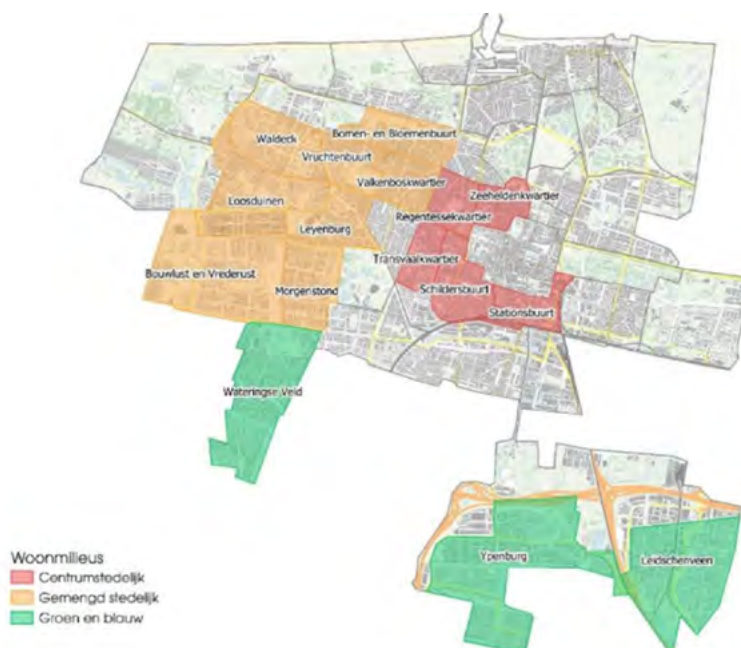 Bomen- en Bloemenbuurt
Waldeck
Vruchtenbuurt
Valkenboskwartier
Zeeheldenkwartier
Loosduinen
Regentessekwartier
Leyenburg
Transvaalkwartier
Bouwlust en Vrederust
Morgenstond
Schildersbuurt
Stationsbuurt
Wateringse Veld
Ypenburg
Leidschenveen
Woonmilieus
Centrumstedelijk
Gemengd stedelijk
Groen en blauw